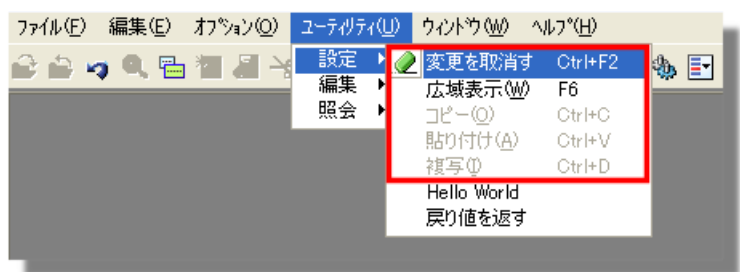 ﾌｧｲﾙ(F) 編集(E) ｵﾌﾟｼｮﾝ(O) ﾕｰﾃｨﾘﾃｨ(U) ｳｨﾝﾄﾞｳ(W) ﾍﾙﾌﾟ(H)
設定
編集
照会
変更を取消す Ctrl+F2
広域表示(W) F6
コピー(O) Ctrl+C
貼り付け(A) Ctrl+V
複写(I) Ctrl+D
Hello World
戻り値を返す